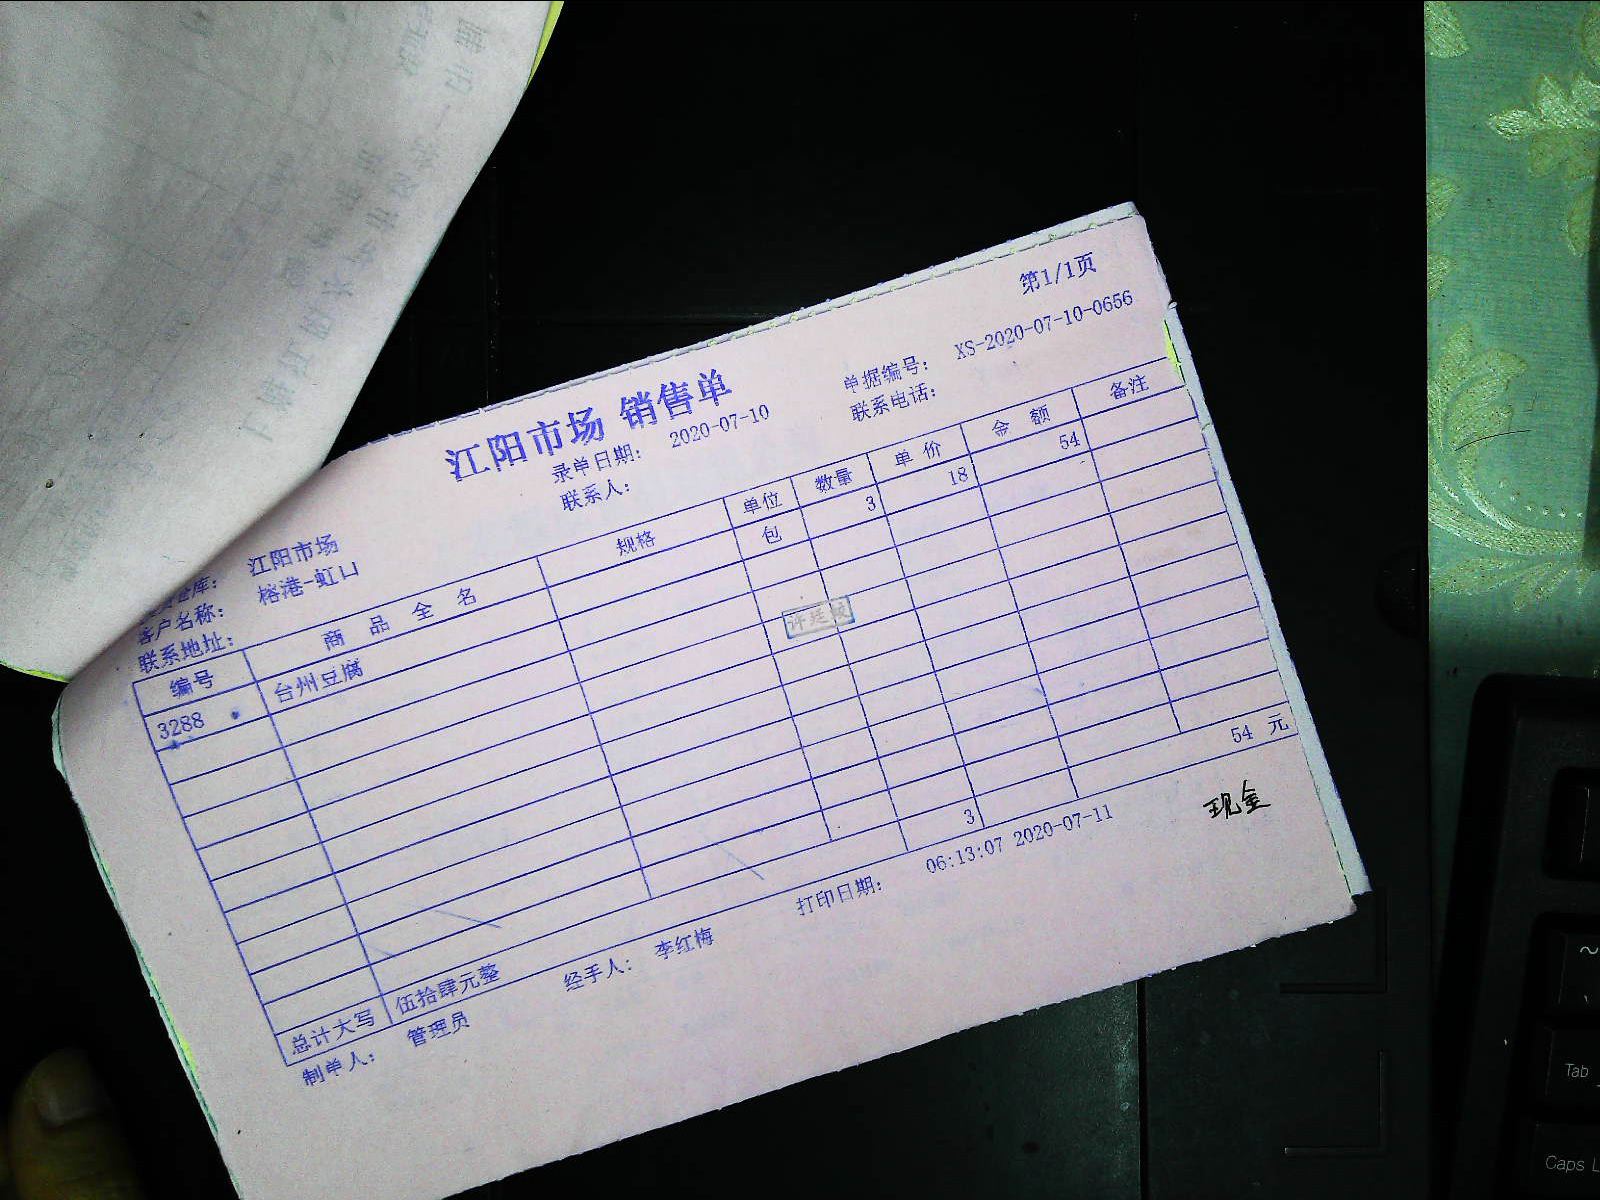 第1/1页
江阳市场 销售单
录单日期: 2020-07-10 单据编号: XS-2020-07-10-0656
联系人: 联系电话:
库: 江阳市场
客户名称: 榕港-虹口
联系地址:
编号 商 品 全 名 规格 单位 数量 单 价 金 额 备注
3288 台州豆腐 包 3 18 54
总计大写 伍拾肆元整 3 54 元
制单人: 管理员 经手人: 李红梅 打印日期: 06:13:07 2020-07-11
现金
Tab
Caps L